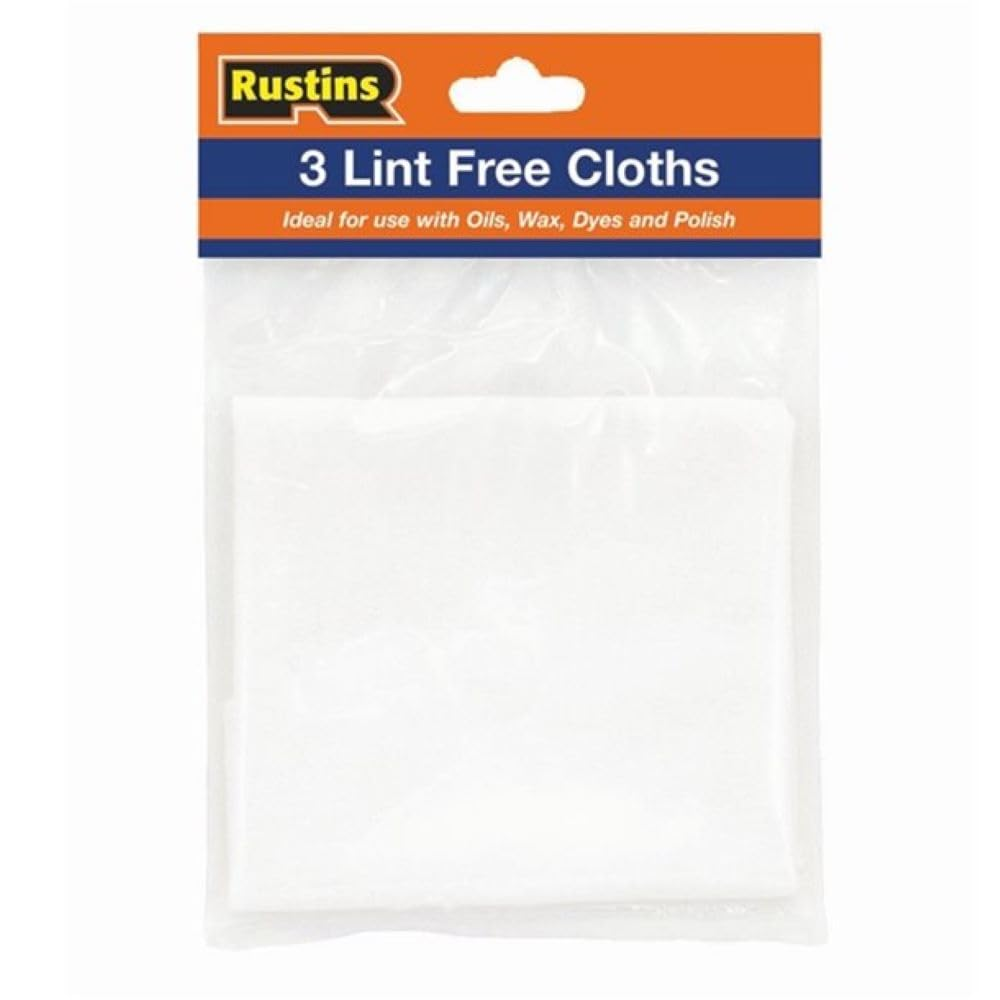 Rustins
3 Lint Free Cloths
Ideal for use with Oils, Wax, Dyes and Polish